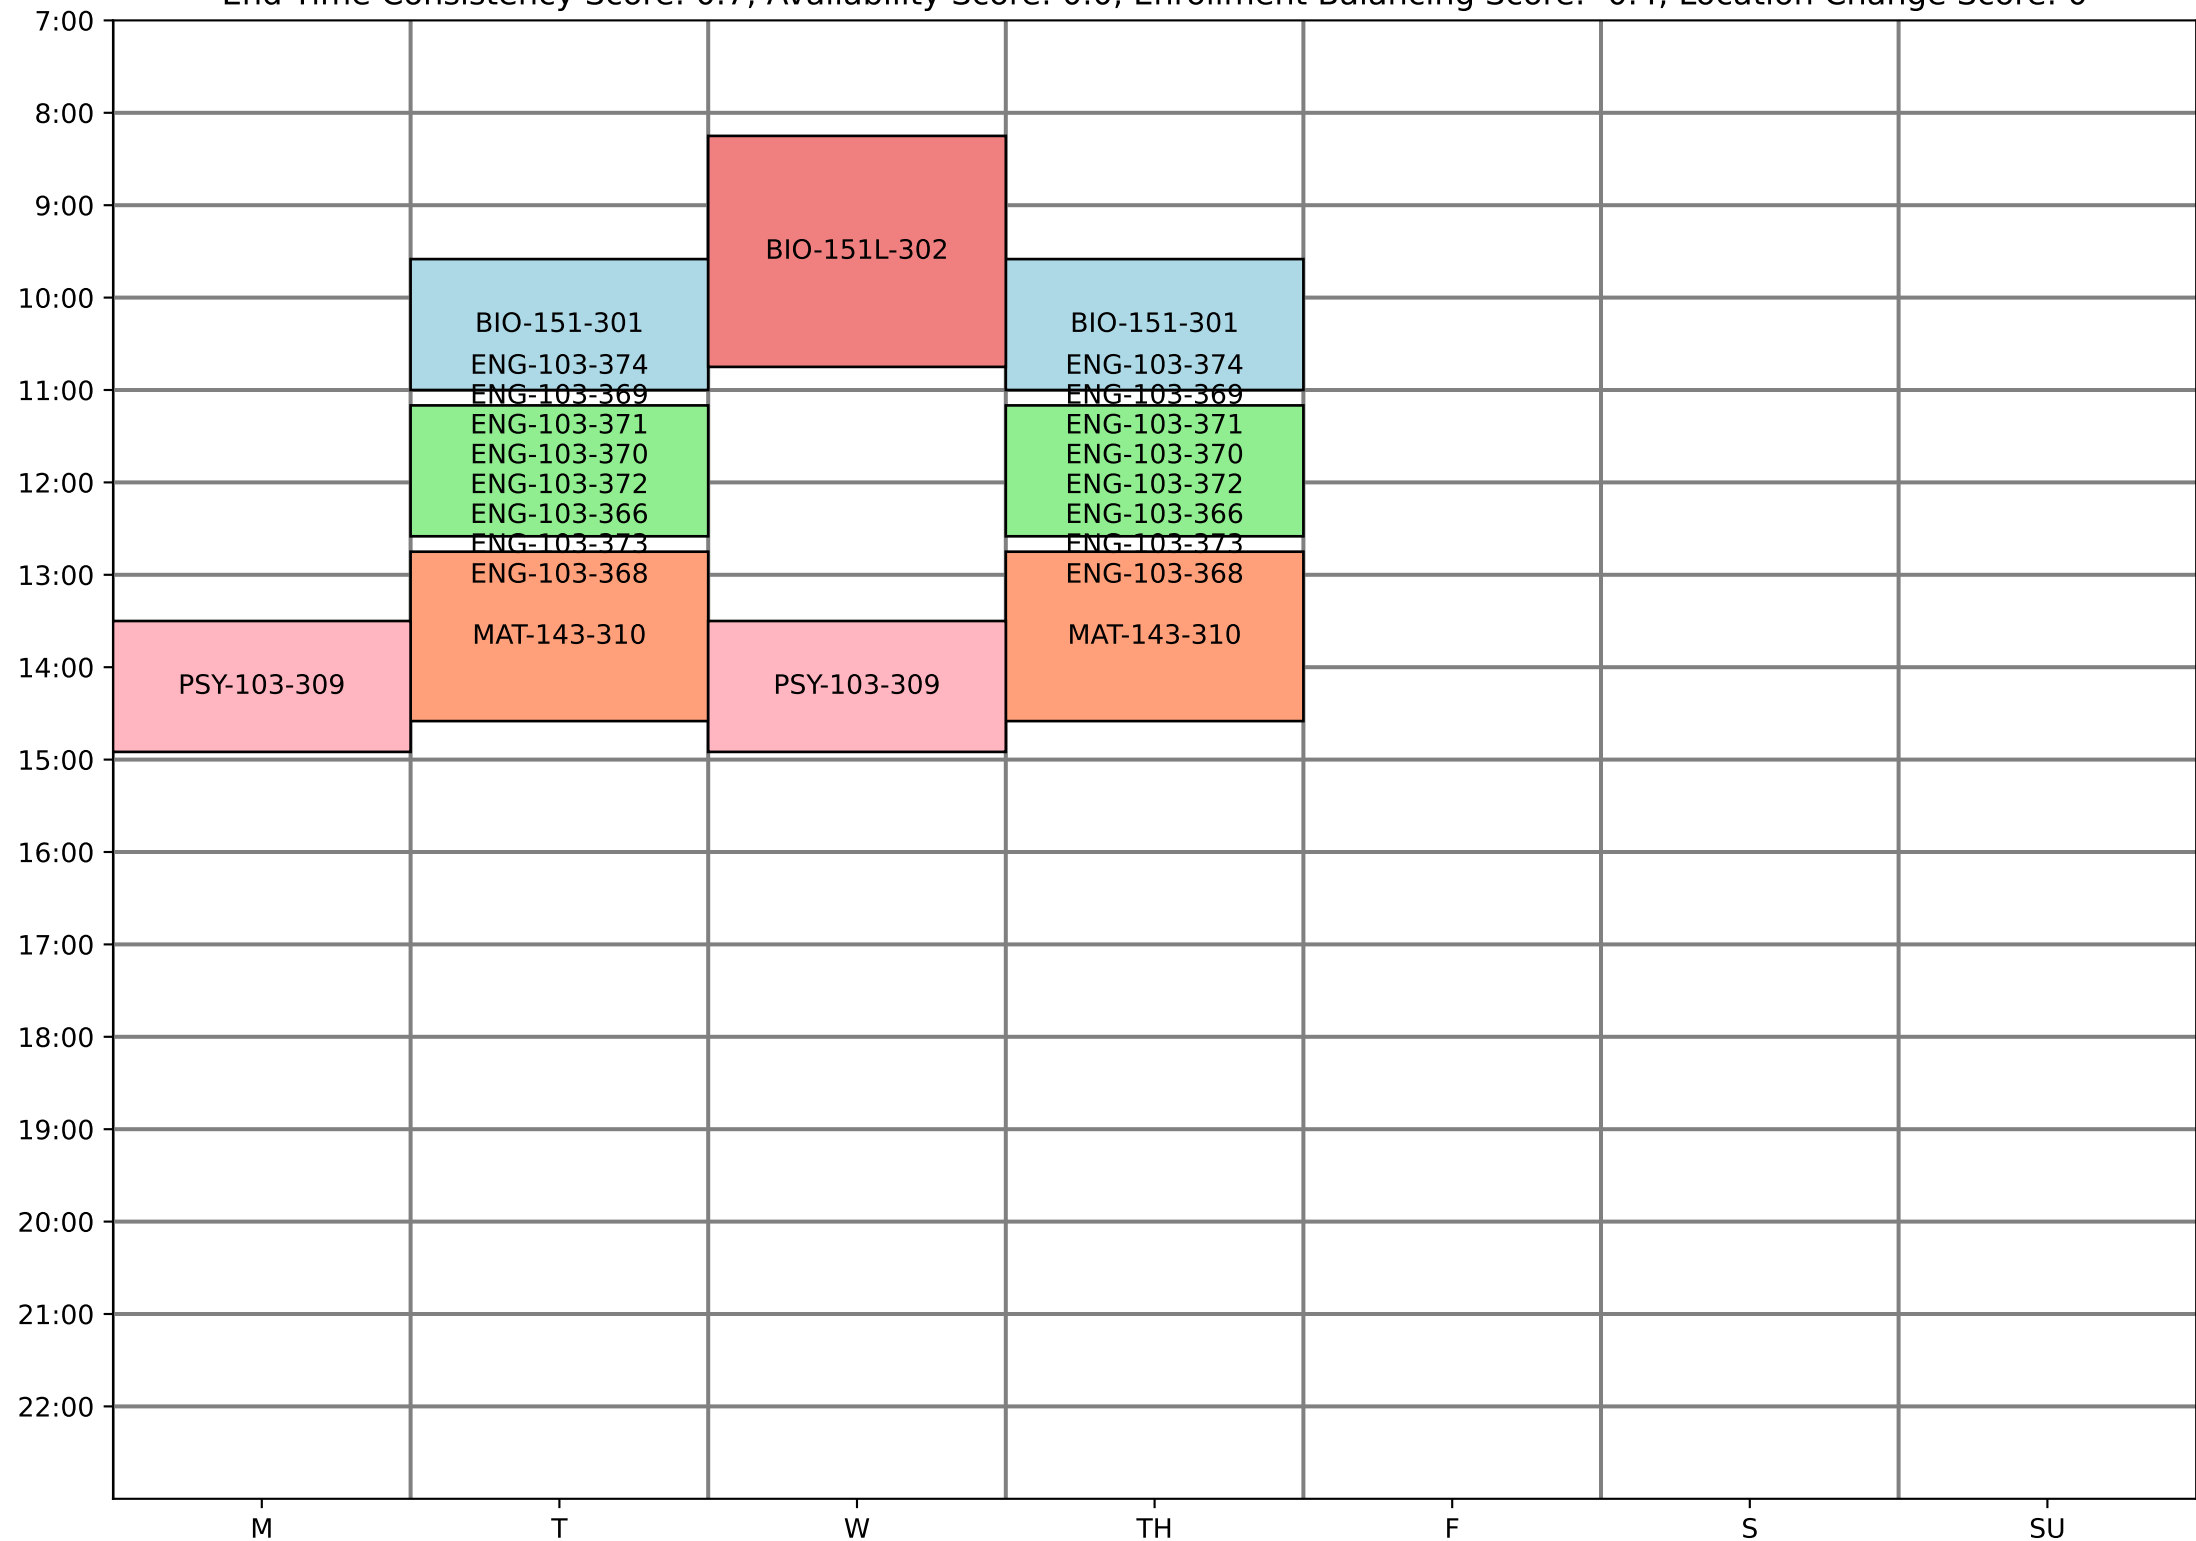 7:00
8:00
9:00
10:00
11:00
12:00
13:00
14:00
15:00
16:00
17:00
18:00
19:00
20:00
21:00
22:00
PSY-103-309
BIO-151-301
ENG-103-374
ENG-103-369
ENG-103-371
ENG-103-370
ENG-103-372
ENG-103-366
ENG-103-373
ENG-103-368
MAT-143-310
BIO-151L-302
PSY-103-309
BIO-151-301
ENG-103-374
ENG-103-369
ENG-103-371
ENG-103-370
ENG-103-372
ENG-103-366
ENG-103-373
ENG-103-368
MAT-143-310
M
T
W
TH
F
S
SU